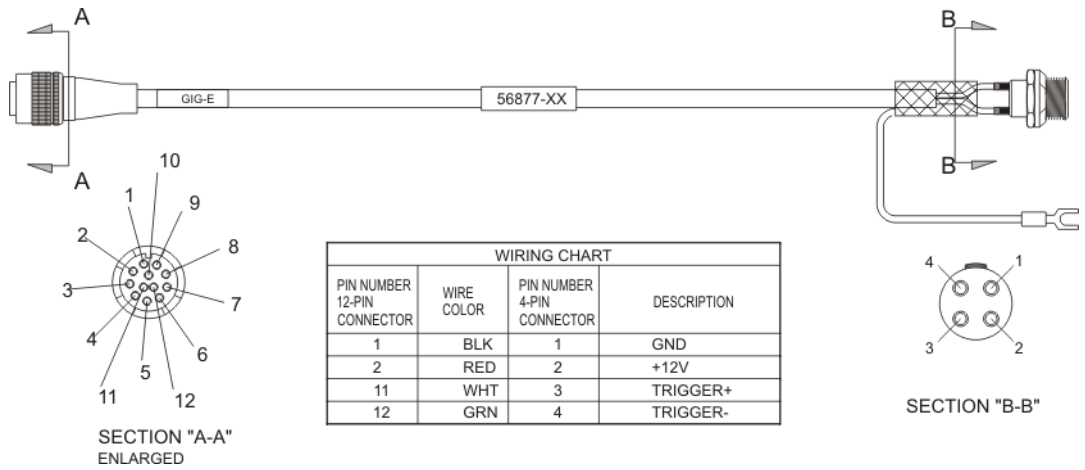 A
B
GIG-E
56877-XX
A
B
10
1
9
2
8
3
7
4
6
5
11
12
SECTION "A-A"
ENLARGED
WIRING CHART
PIN NUMBER 12-PIN CONNECTOR
WIRE COLOR
PIN NUMBER 4-PIN CONNECTOR
DESCRIPTION
1 BLK 1 GND
2 RED 2 +12V
11 WHT 3 TRIGGER+
12 GRN 4 TRIGGER-
4 1
3 2
SECTION "B-B"